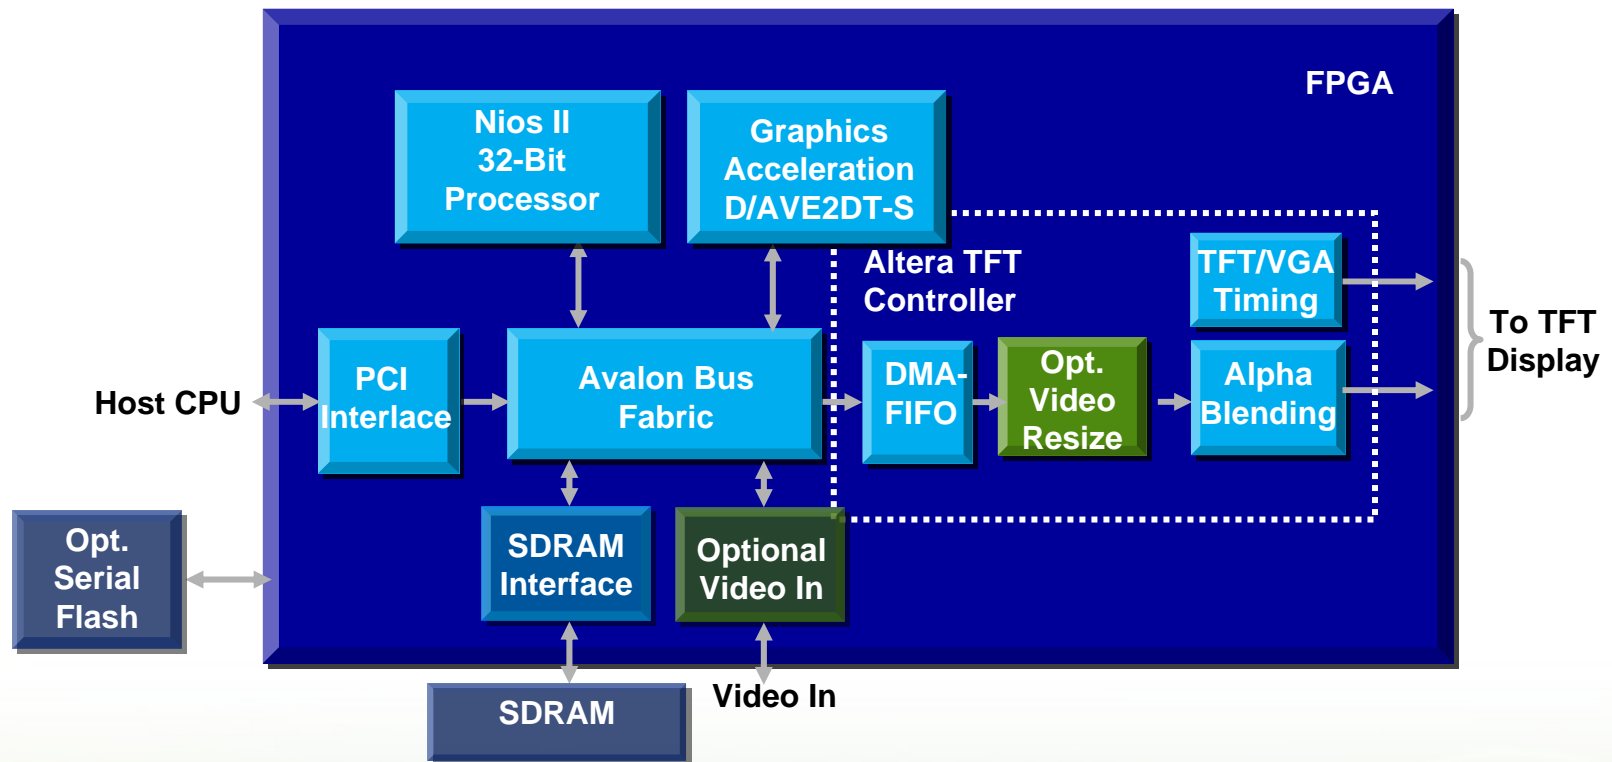 FPGA
Nios II
32-Bit
Processor
Graphics
Acceleration
D/AVE2DT-S
Altera TFT
Controller
TFT/VGA
Timing
To TFT
Display
Host CPU
PCI
Interlace
Avalon Bus
Fabric
DMA-
FIFO
Opt.
Video
Resize
Alpha
Blending
Opt.
Serial
Flash
SDRAM
Interface
Optional
Video In
SDRAM
Video In